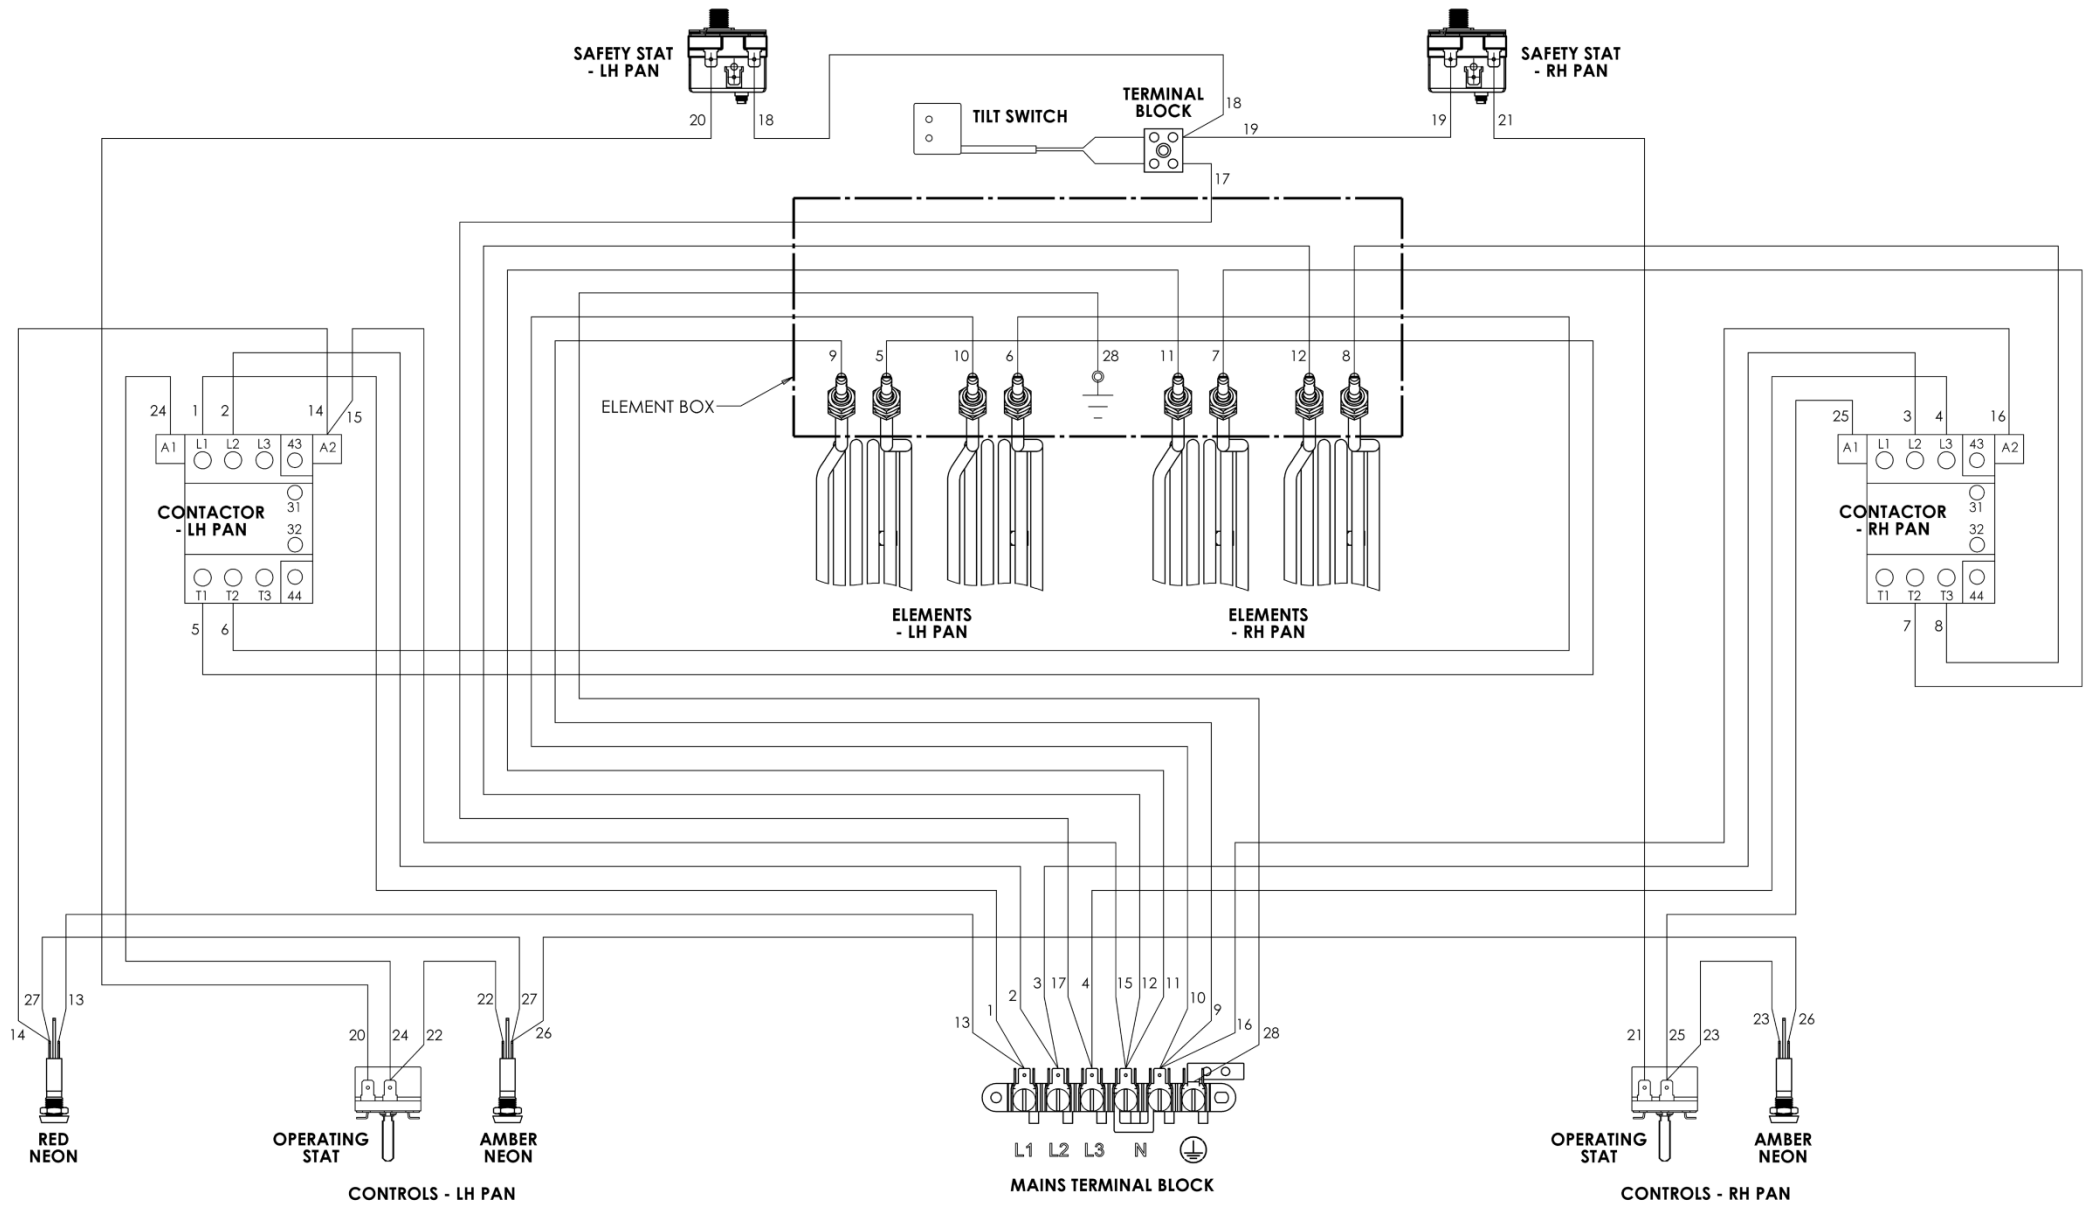 SAFETY STAT
- LH PAN
20
18
TILT SWITCH
TERMINAL
BLOCK
18
19
17
19
21
SAFETY STAT
- RH PAN
ELEMENT BOX
9
5
10
6
28
11
7
12
8
24
1
2
14
15
A1
L1
L2
L3
43
A2
31
32
CONTACTOR
- LH PAN
T1
T2
T3
44
5
6
25
3
4
16
A1
L1
L2
L3
43
A2
31
32
CONTACTOR
- RH PAN
T1
T2
T3
44
7
8
ELEMENTS
- LH PAN
ELEMENTS
- RH PAN
27
13
14
RED
NEON
20
24
22
OPERATING
STAT
22
27
26
AMBER
NEON
CONTROLS - LH PAN
13
1
2
3
17
4
15
12
11
10
9
16
28
L1
L2
L3
N
MAINS TERMINAL BLOCK
21
25
23
OPERATING
STAT
23
26
AMBER
NEON
CONTROLS - RH PAN